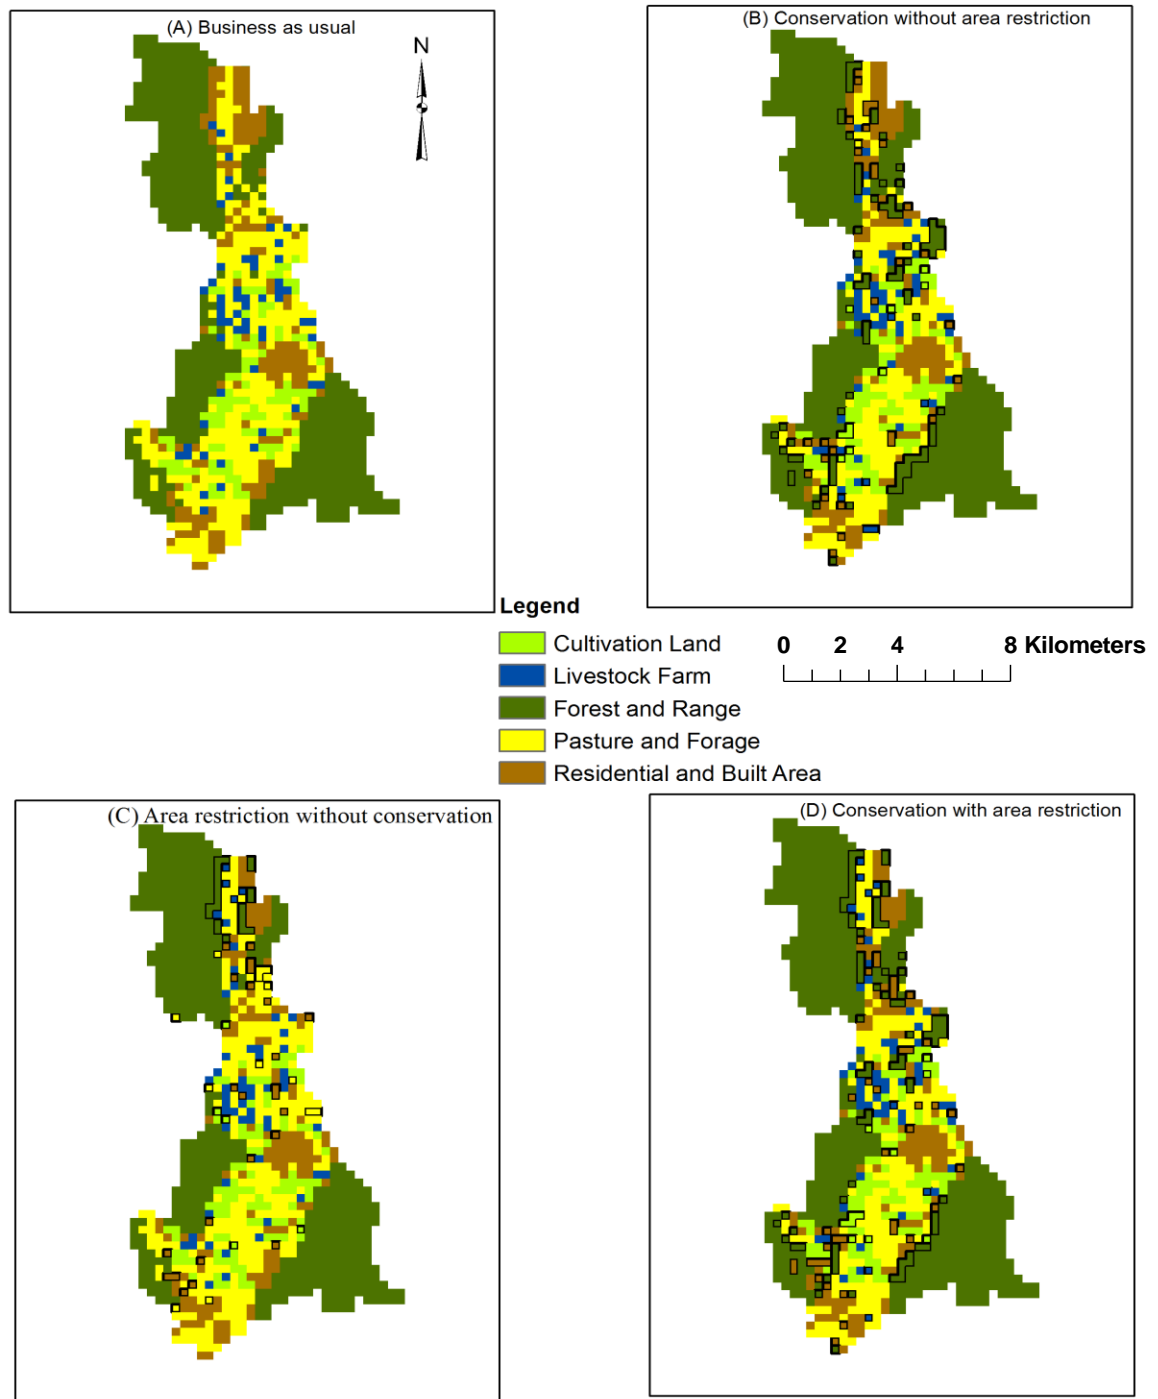 (A) Business as usual
N
(B) Conservation without area restriction
Legend
Cultivation Land
Livestock Farm
Forest and Range
Pasture and Forage
Residential and Built Area
0 2 4 8 Kilometers
(C) Area restriction without conservation
(D) Conservation with area restriction